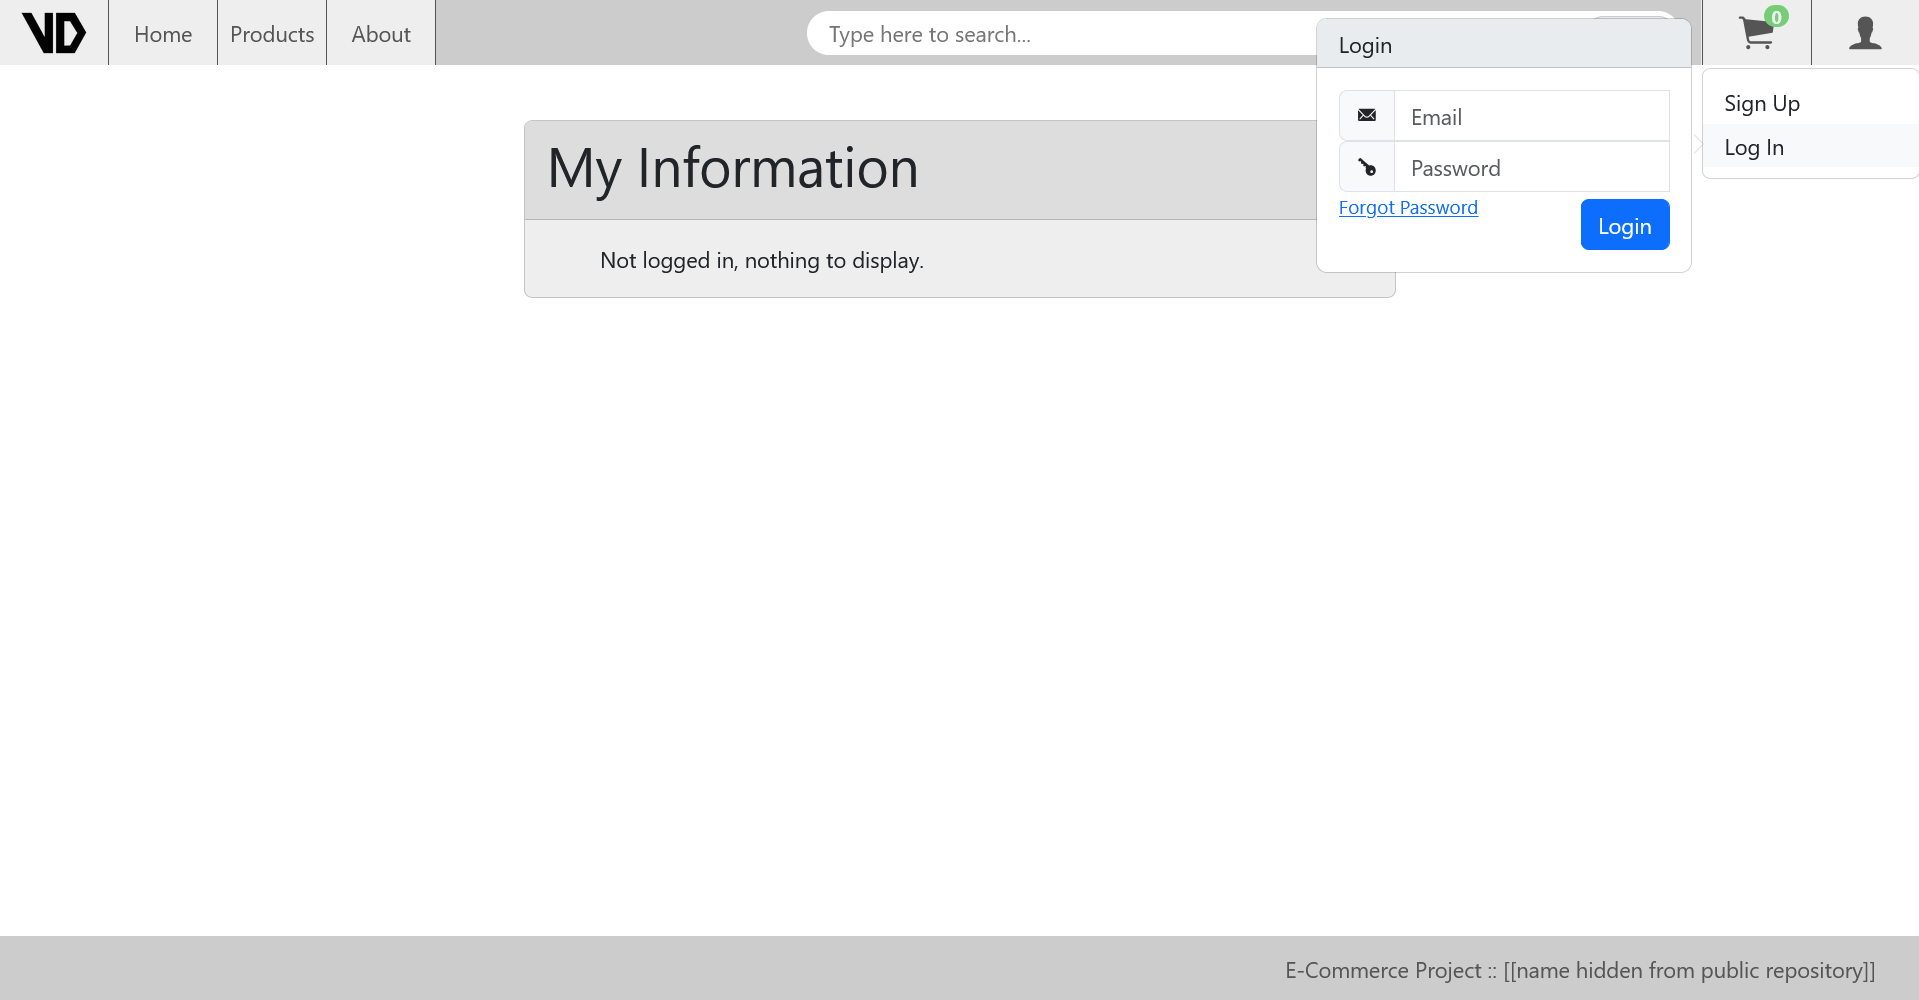 VD
Home
Products
About
Type here to search...
0
Login
Email
Password
Forgot Password
Login
Sign Up
Log In
My Information
Not logged in, nothing to display.
E-Commerce Project :: [[name hidden from public repository]]